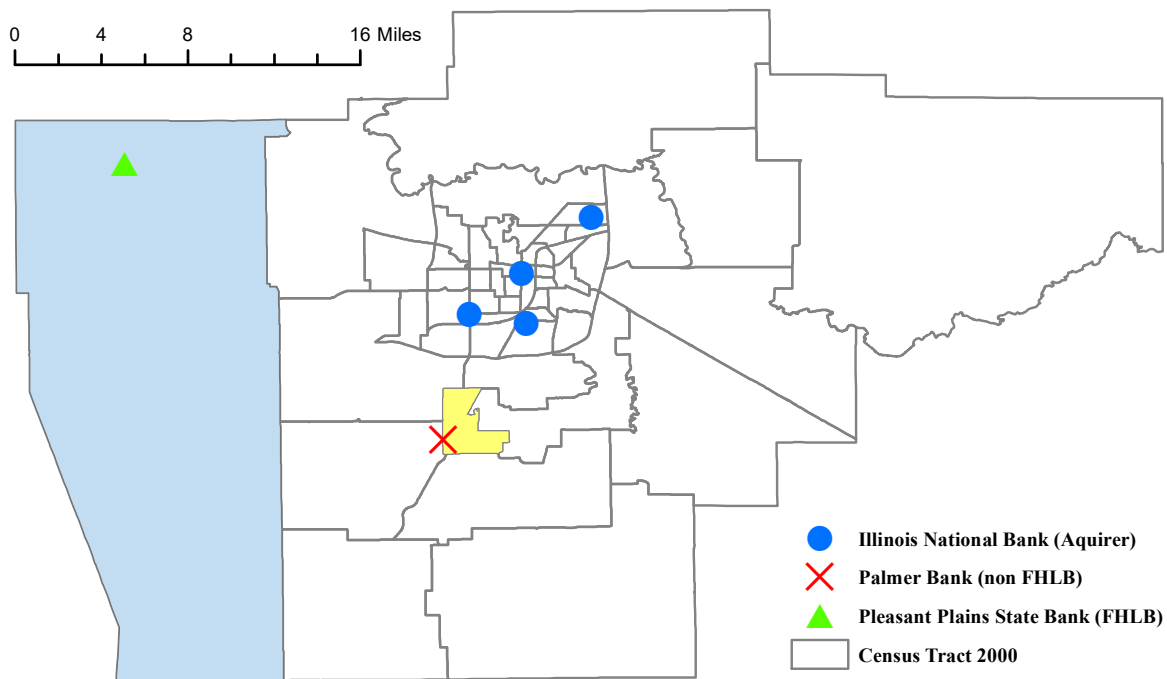 0 4 8 16 Miles
Illinois National Bank (Aquirer)
Palmer Bank (non FHLB)
Pleasant Plains State Bank (FHLB)
Census Tract 2000